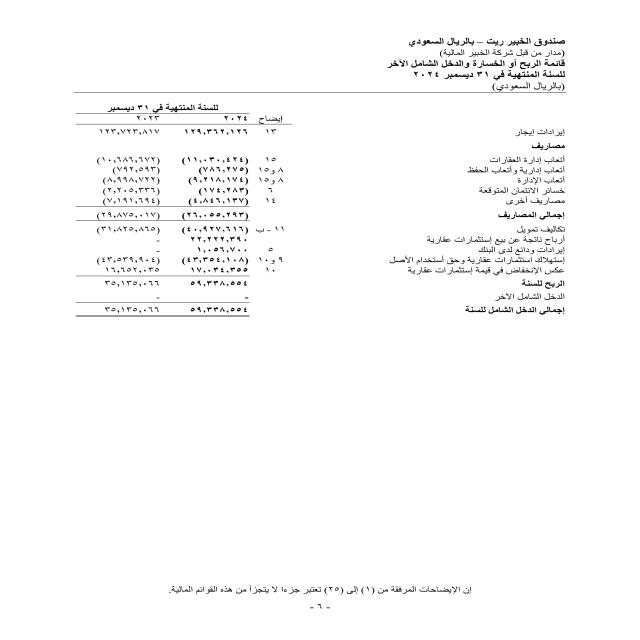 صندوق الخبير ريت – بالريال السعودي
(مدار من قبل شركة الخبير المالية)
قائمة الربح أو الخسارة والدخل الشامل الآخر
للسنة المنتهية في ٣١ ديسمبر ٢٠٢٤
(بالريال السعودي)
للسنة المنتهية في ٣١ ديسمبر
إيضاح ٢٠٢٤ ٢٠٢٣
إيرادات إيجار ١٣ ١٢٩,٣٦٢,١٢٦ ١٢٣,٧٢٣,٨١٧
مصاريف
أتعاب إدارة العقارات ١٥ (١١,٠٣٠,٤٢٤) (١٠,٦٨٦,٦٧٢)
أتعاب إدارية وأتعاب الحفظ ٨ و١٥ (٧٨٦,٢٧٥) (٧٩٢,٥٩٣)
أتعاب الإدارة ٨ و١٥ (٩,٢١٨,١٧٤) (٨,٩٩٨,٧٢٢)
خسائر الائتمان المتوقعة ٦ (١٧٤,٢٨٣) (٢,٢٠٥,٣٣٦)
مصاريف أخرى ١٤ (٤,٨٤٦,١٣٧) (٧,١٩١,٦٩٤)
إجمالي المصاريف (٢٦,٠٥٥,٢٩٣) (٢٩,٨٧٥,٠١٧)
تكاليف تمويل ١١ - ب (٤٠,٩٢٧,٦١٦) (٣١,٨٢٥,٨٦٥)
أرباح ناتجة عن بيع إستثمارات عقارية ٢٢,٢٢٢,٣٩٠ -
إيرادات ودائع لدى البنك ٥ ١,٠٥٦,٧٠٠ -
إستهلاك استثمارات عقارية وحق أستخدام الأصل ٩ و١٠ (٤٣,٣٥٤,١٠٨) (٤٣,٥٣٩,٩٠٤)
عكس الإنخفاض في قيمة إستثمارات عقارية ١٠ ١٧,٠٣٤,٣٥٥ ١٦,٦٥٢,٠٣٥
الربح للسنة ٥٩,٣٣٨,٥٥٤ ٣٥,١٣٥,٠٦٦
الدخل الشامل الآخر - -
إجمالي الدخل الشامل للسنة ٥٩,٣٣٨,٥٥٤ ٣٥,١٣٥,٠٦٦
إن الإيضاحات المرفقة من (١) إلى (٢٥) تعتبر جزءا لا يتجزأ من هذه القوائم المالية.
- ٦ -